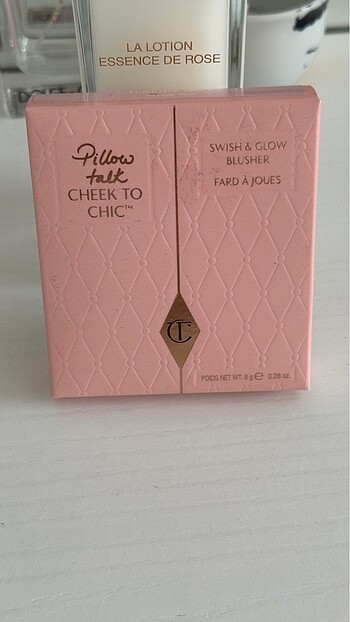 LA LOTION
ESSENCE DE ROSE
Pillow
talk
CHEEK TO
CHIC™
SWISH & GLOW
BLUSHER
FARD À JOUES
CT
POIDS NET WT. 8 g ℮ 0.28 oz.